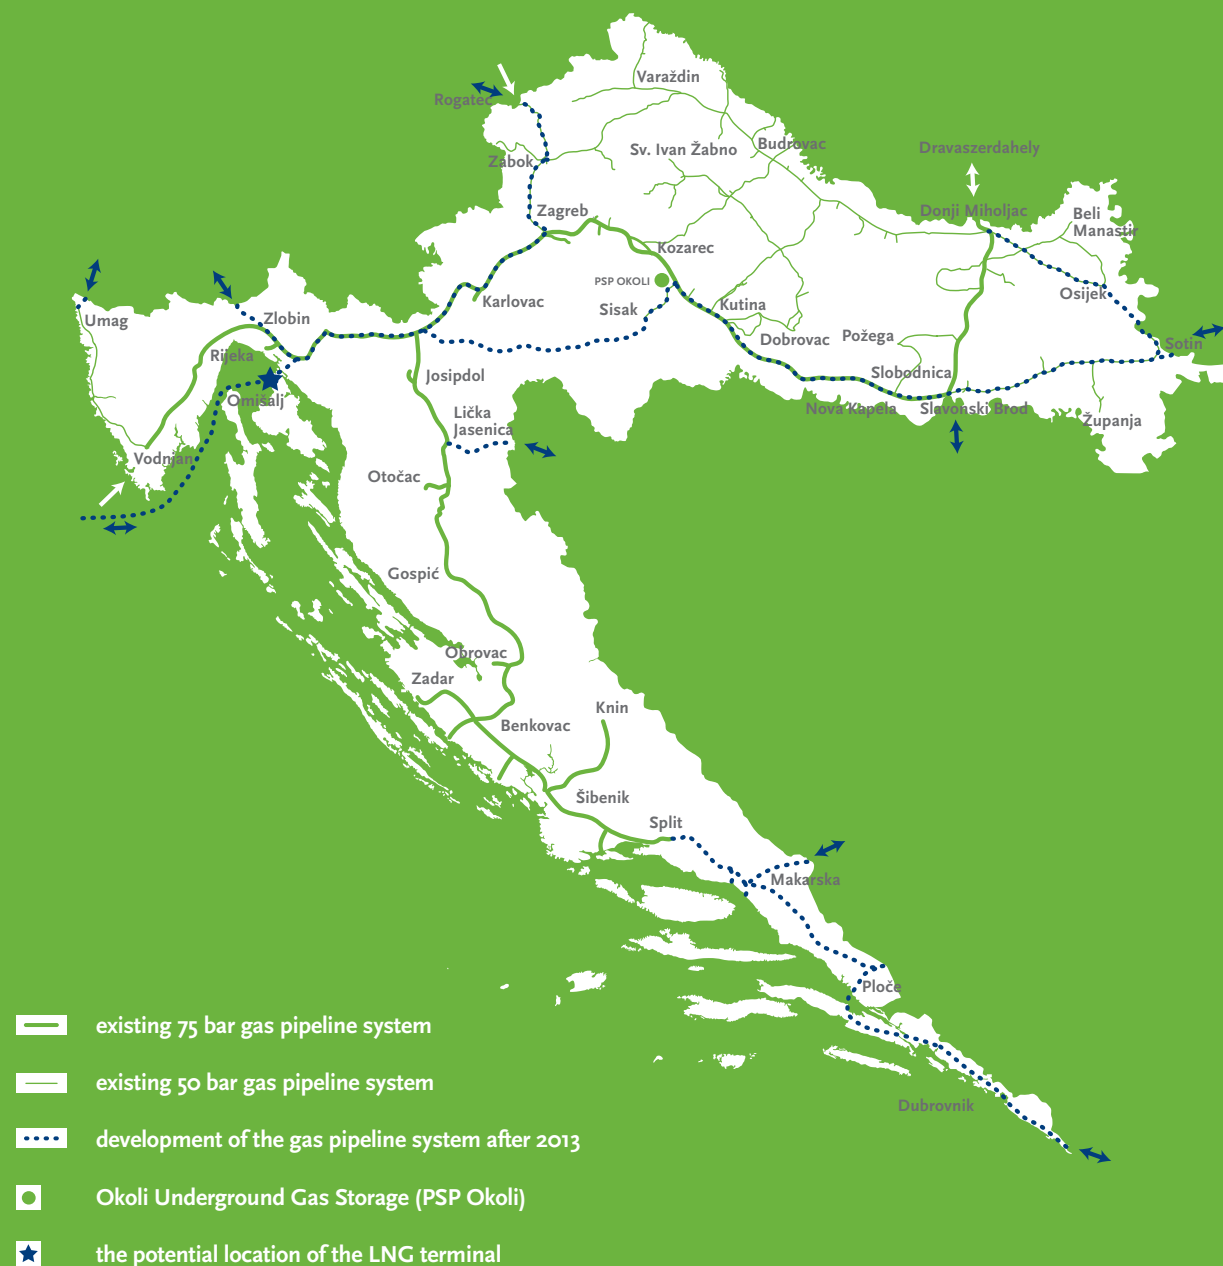 Varaždin
Rogatec
Sv. Ivan Žabno
Budrovac
Dravaszerdahely
Zabok
Zagreb
Donji Miholjac
Beli
Manastir
Kozarec
PSP OKOLI
Osijek
Karlovac
Sisak
Kutina
Umag
Zlobin
Dobrovac
Požega
Sotin
Rijeka
Josipdol
Slobodnica
Omišalj
Lička
Jasenica
Nova Kapela
Slavonski Brod
Županja
Vodnjan
Otočac
Gospić
Obrovac
Zadar
Knin
Benkovac
Šibenik
Split
Makarska
Ploče
Dubrovnik
existing 75 bar gas pipeline system
existing 50 bar gas pipeline system
development of the gas pipeline system after 2013
Okoli Underground Gas Storage (PSP Okoli)
the potential location of the LNG terminal